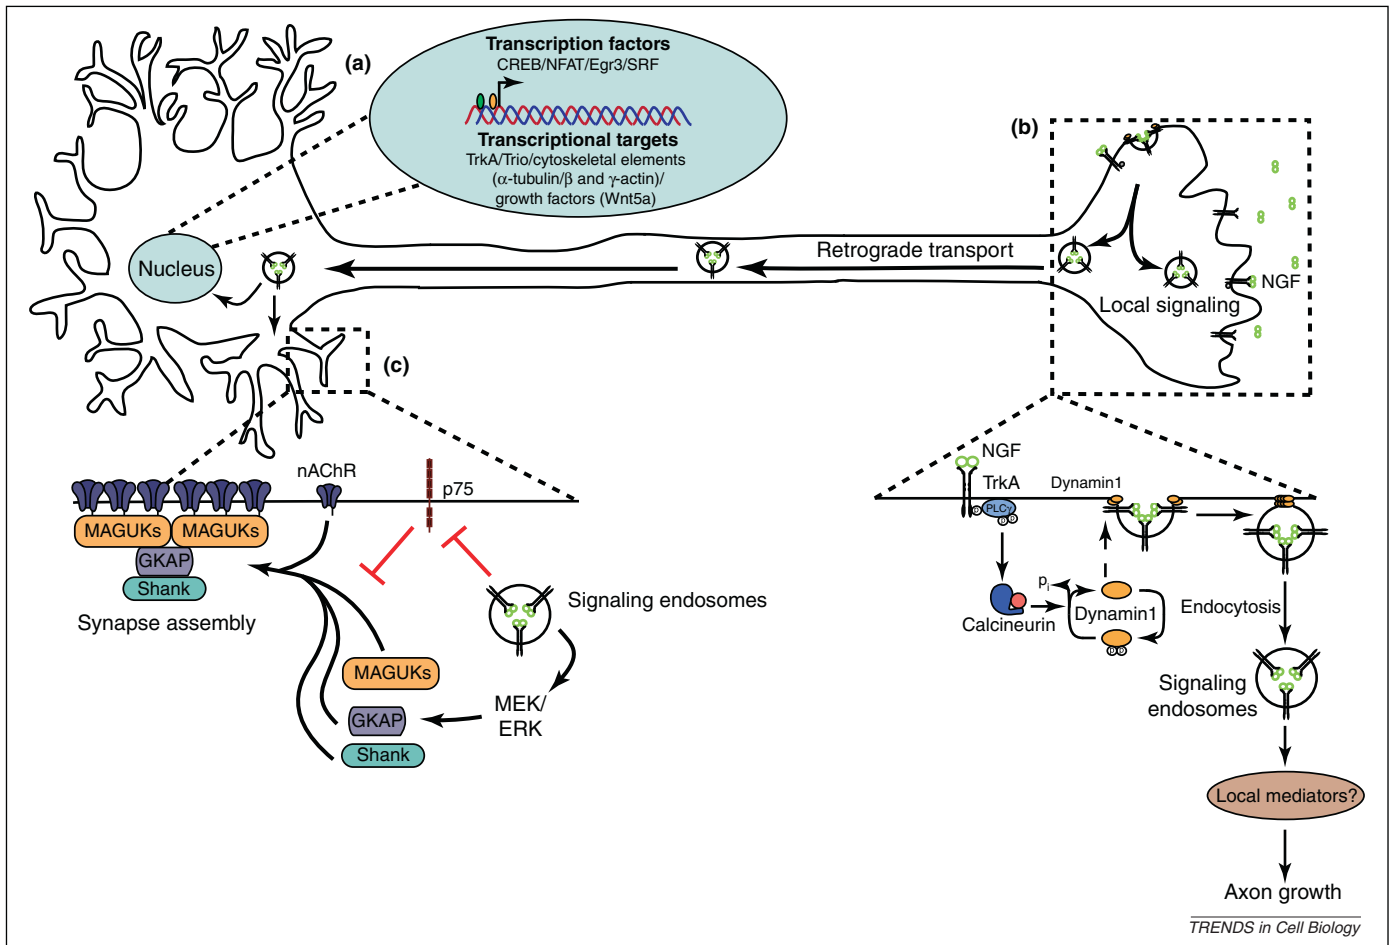 (a)
Transcription factors
CREB/NFAT/Egr3/SRF
Transcriptional targets
TrkA/Trio/cytoskeletal elements
(α-tubulin/β and γ-actin)/
growth factors (Wnt5a)
Nucleus
Retrograde transport
(b)
NGF
Local signaling
(c)
nAChR
p75
MAGUKs
MAGUKs
GKAP
Shank
Synapse assembly
Signaling endosomes
MAGUKs
GKAP
Shank
MEK/
ERK
NGF
TrkA
PLCγ
P
P
P
Dynamin1
Calcineurin
Pi
Dynamin1
P
P
Endocytosis
Signaling
endosomes
Local mediators?
Axon growth
TRENDS in Cell Biology